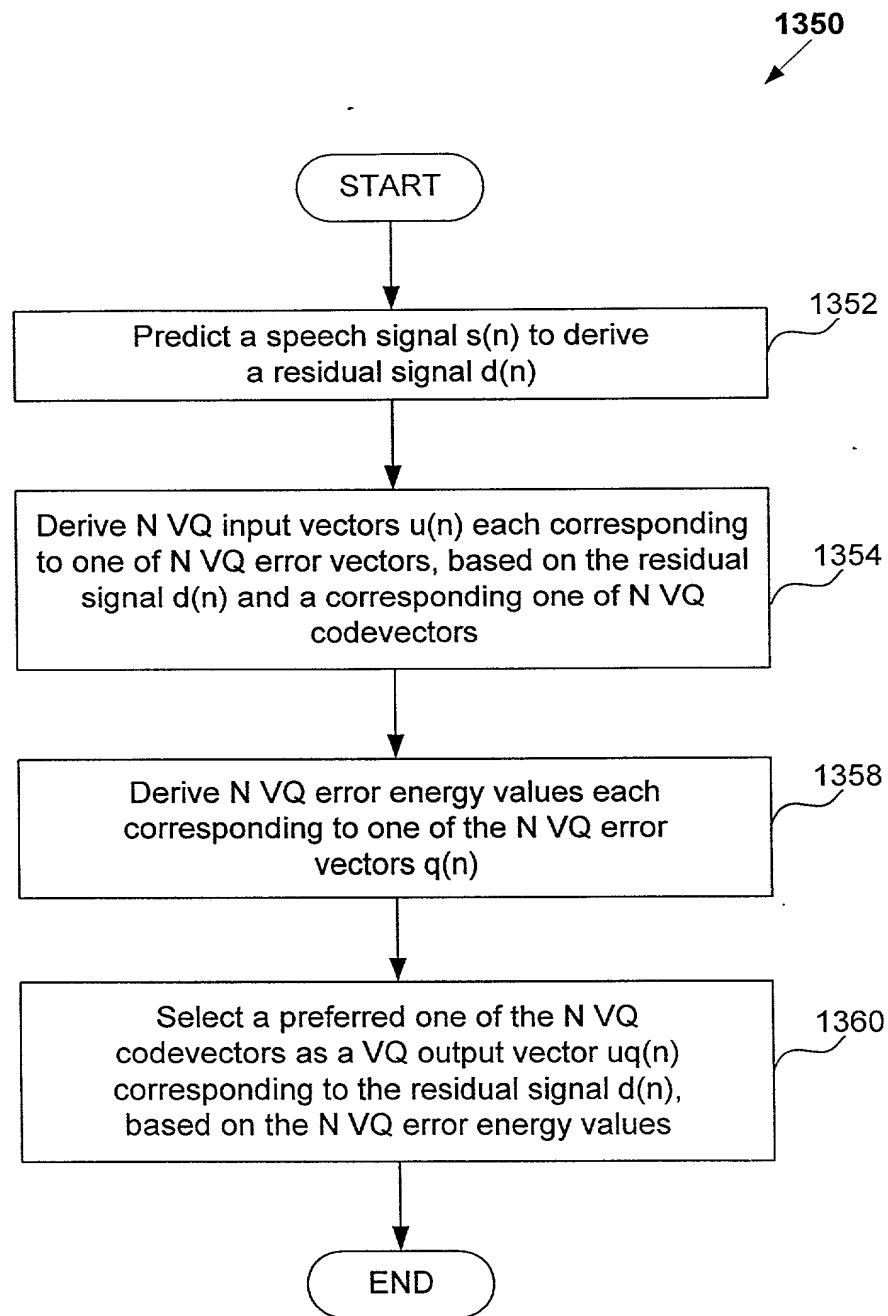 1350
START
1352
Predict a speech signal s(n) to derive
a residual signal d(n)
Derive N VQ input vectors u(n) each corresponding
to one of N VQ error vectors, based on the residual
signal d(n) and a corresponding one of N VQ
codevectors
1354
1358
Derive N VQ error energy values each
corresponding to one of the N VQ error
vectors q(n)
1360
Select a preferred one of the N VQ
codevectors as a VQ output vector uq(n)
corresponding to the residual signal d(n),
based on the N VQ error energy values
END